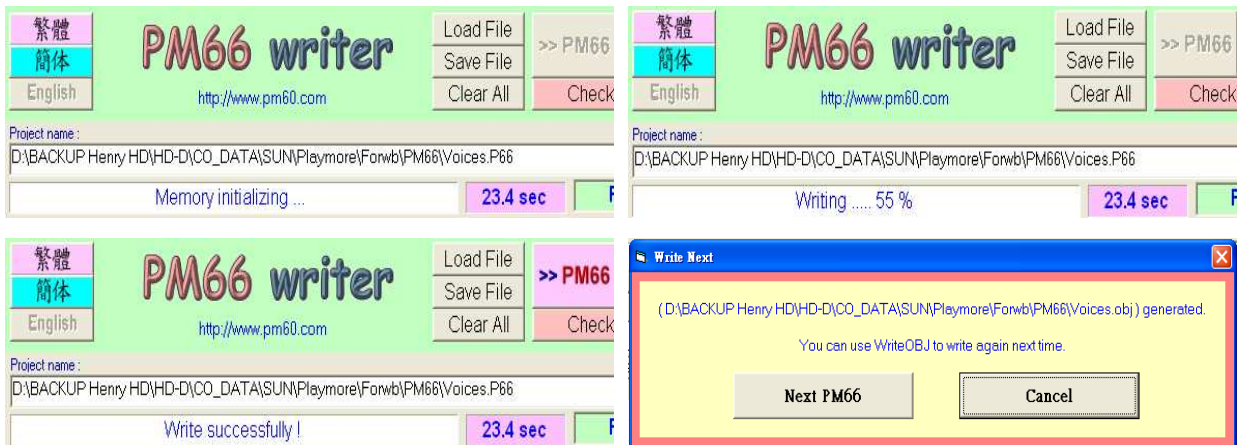 繁體
簡体
English
PM66 writer
http://www.pm60.com
Load File
Save File
Clear All
>> PM66
Check
Project name :
D:\BACKUP Henry HD\HD-D\CO_DATA\SUN\Playmore\Forwb\PM66\Voices.P66
Memory initializing ...
23.4 sec
繁體
簡体
English
PM66 writer
http://www.pm60.com
Load File
Save File
Clear All
>> PM66
Check
Project name :
D:\BACKUP Henry HD\HD-D\CO_DATA\SUN\Playmore\Forwb\PM66\Voices.P66
Writing ..... 55 %
23.4 sec
繁體
簡体
English
PM66 writer
http://www.pm60.com
Load File
Save File
Clear All
>> PM66
Check
Project name :
D:\BACKUP Henry HD\HD-D\CO_DATA\SUN\Playmore\Forwb\PM66\Voices.P66
Write successfully !
23.4 sec
Write Next
( D:\BACKUP Henry HD\HD-D\CO_DATA\SUN\Playmore\Forwb\PM66\Voices.obj ) generated.
You can use WriteOBJ to write again next time.
Next PM66
Cancel